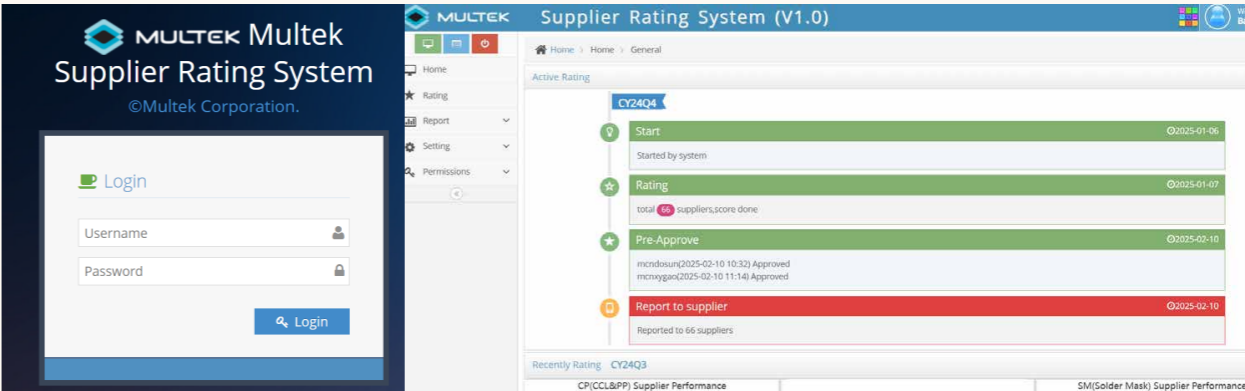 MULTEK Multek
Supplier Rating System
©Multek Corporation.
Login
Username
Password
Login
MULTEK Supplier Rating System (V1.0)
Home
Rating
Report
Setting
Permissions
Home > Home > General
Active Rating
CY24Q4
Start 2025-01-06
Started by system
Rating 2025-01-07
total 66 suppliers,score done
Pre-Approve 2025-02-10
mcndosun(2025-02-10 10:32) Approved
mcnxygao(2025-02-10 11:14) Approved
Report to supplier 2025-02-10
Reported to 66 suppliers
Recently Rating CY24Q3
CP(CCL&PP) Supplier Performance
SM(Solder Mask) Supplier Performance